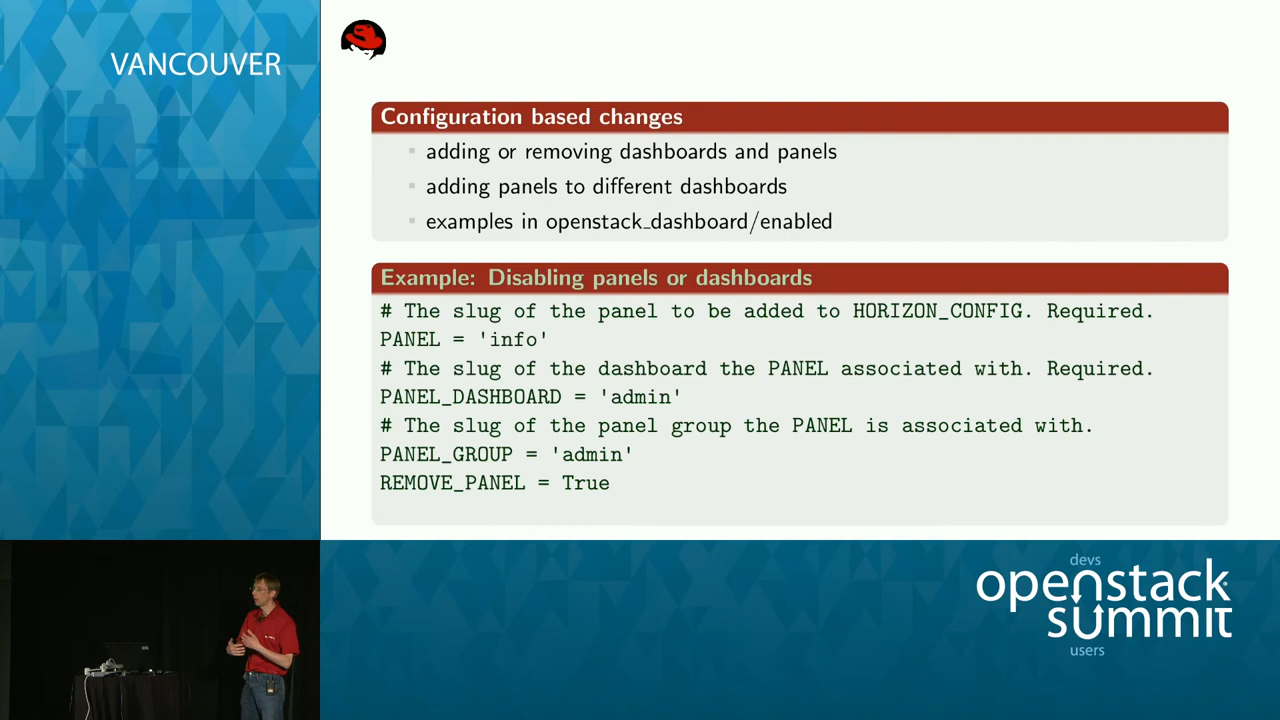 VANCOUVER
Configuration based changes
adding or removing dashboards and panels
adding panels to different dashboards
examples in openstack_dashboard/enabled
Example: Disabling panels or dashboards
# The slug of the panel to be added to HORIZON_CONFIG. Required.
PANEL = 'info'
# The slug of the dashboard the PANEL associated with. Required.
PANEL_DASHBOARD = 'admin'
# The slug of the panel group the PANEL is associated with.
PANEL_GROUP = 'admin'
REMOVE_PANEL = True
devs
openstack
summit
users